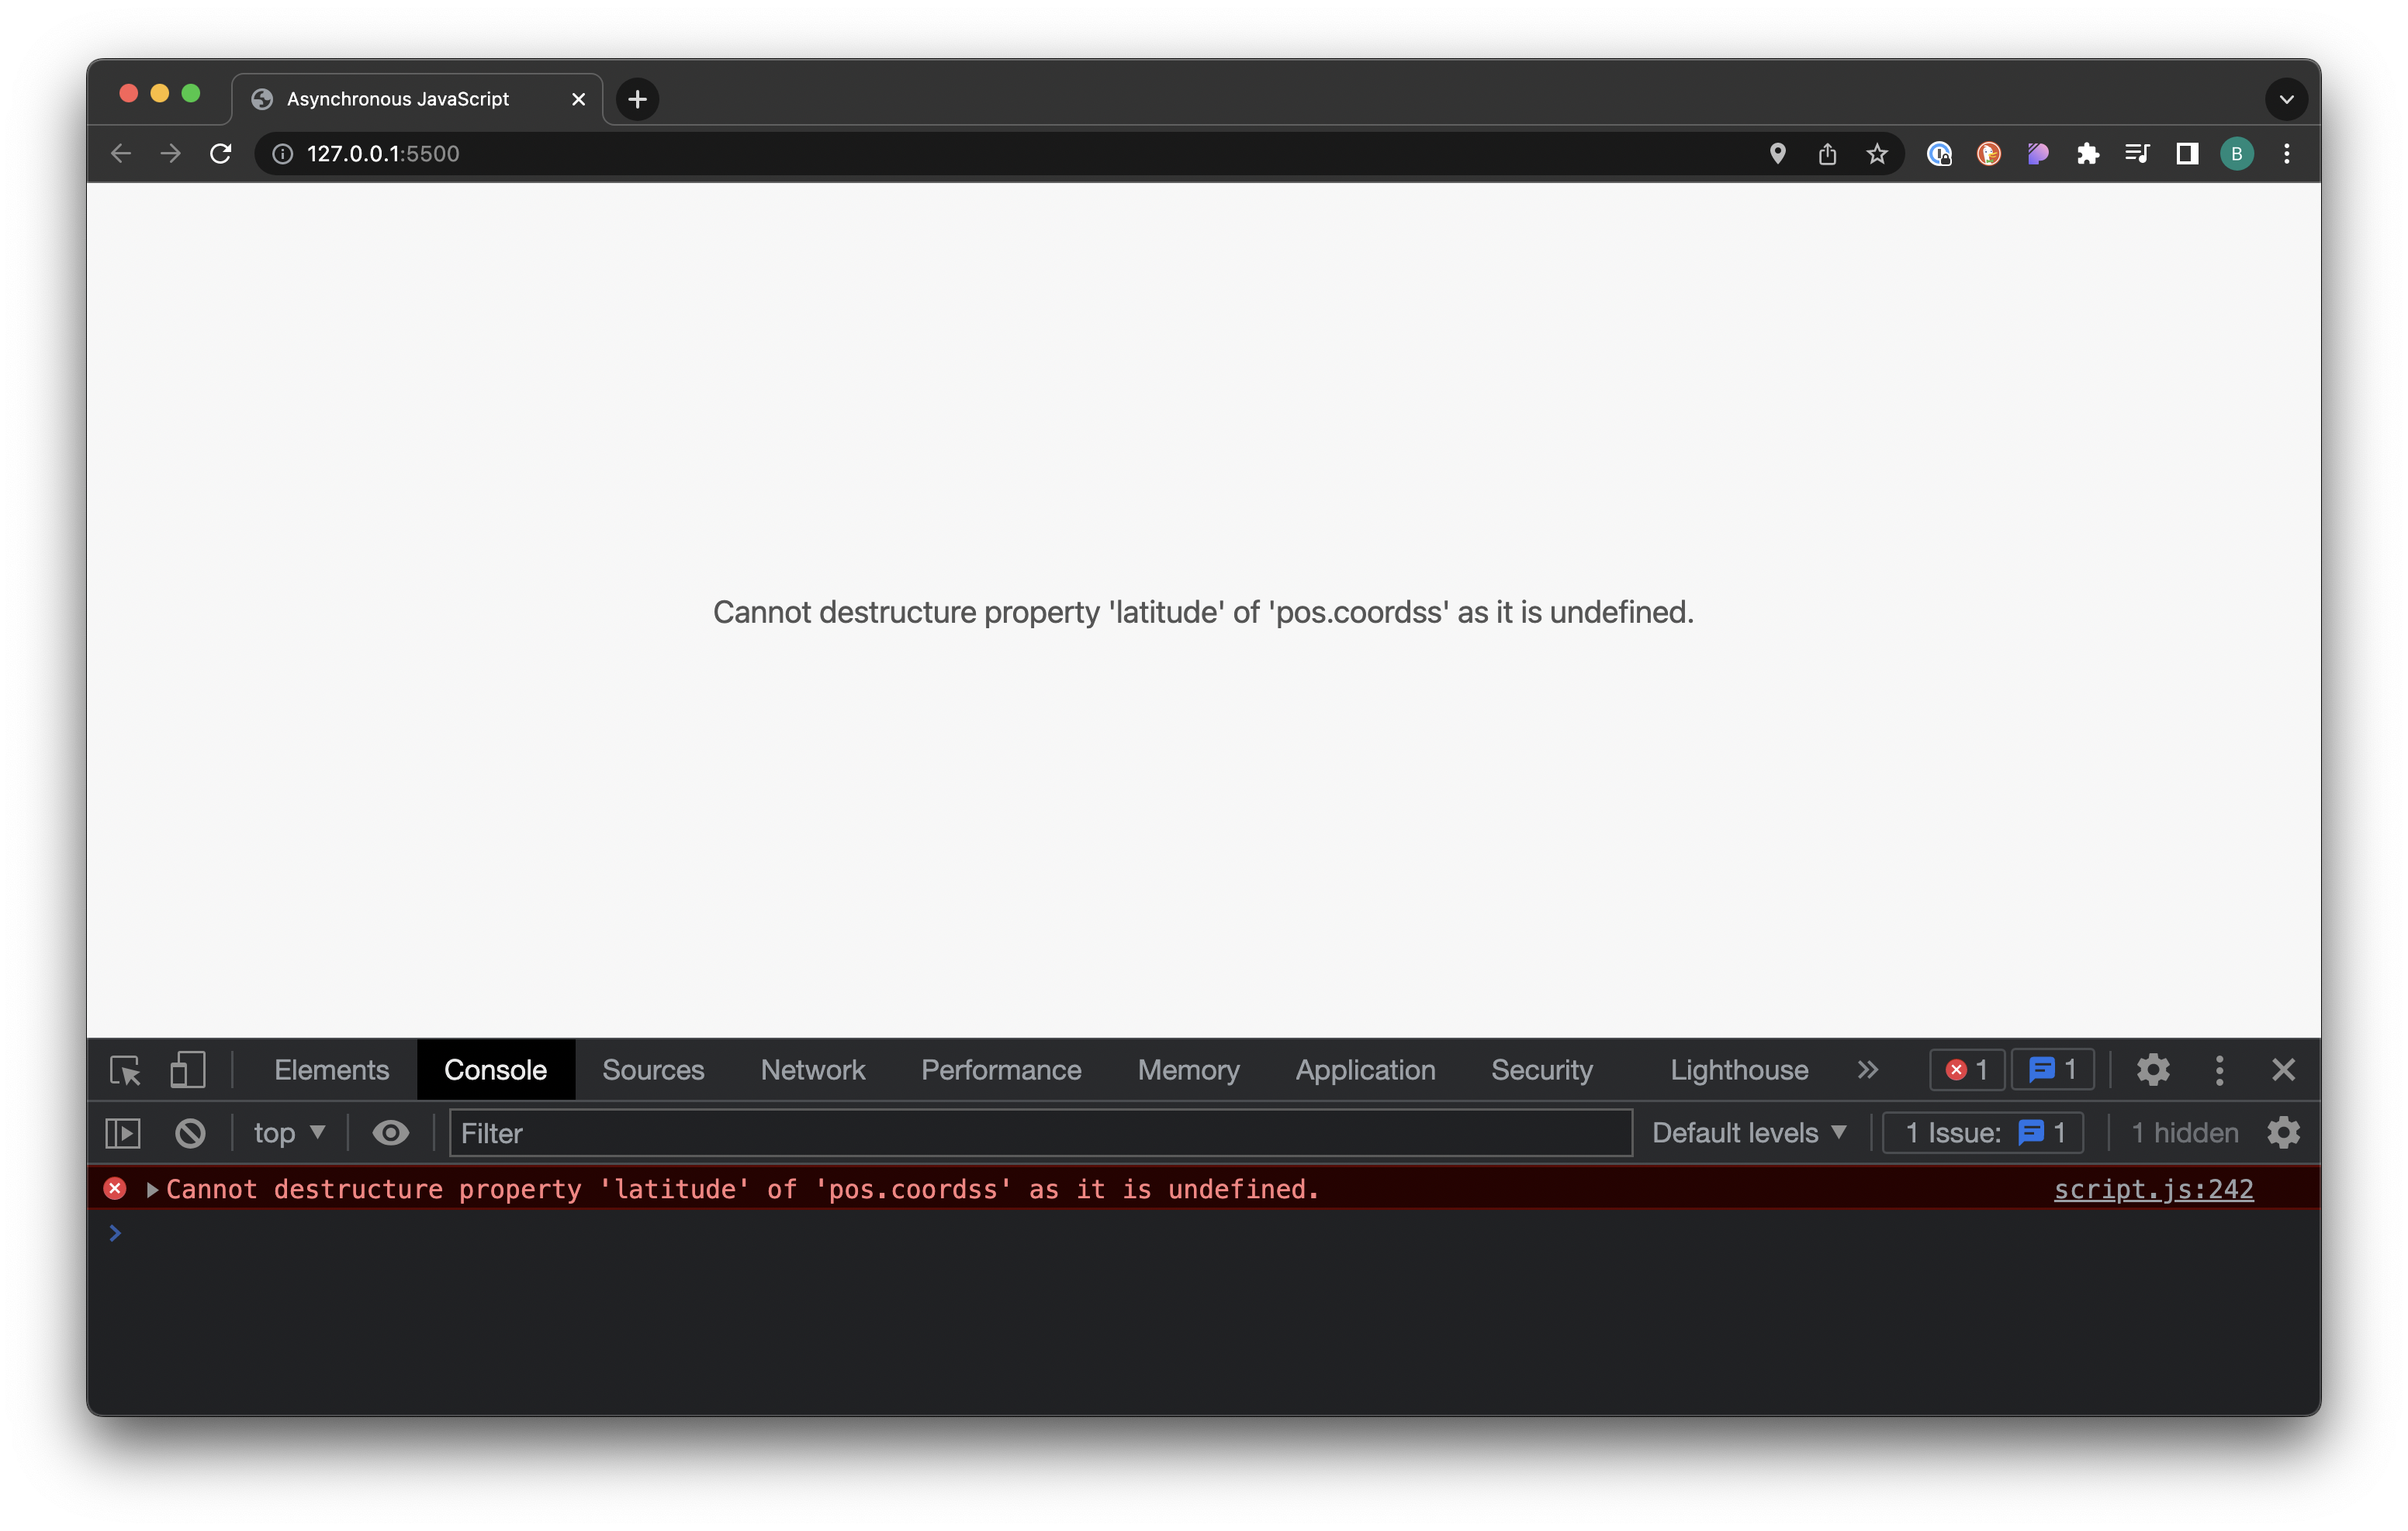 Asynchronous JavaScript
127.0.0.1:5500
B
Cannot destructure property 'latitude' of 'pos.coordss' as it is undefined.
Elements Console Sources Network Performance Memory Application Security Lighthouse 1 1
top Filter Default levels 1 Issue: 1 1 hidden
Cannot destructure property 'latitude' of 'pos.coordss' as it is undefined. script.js:242